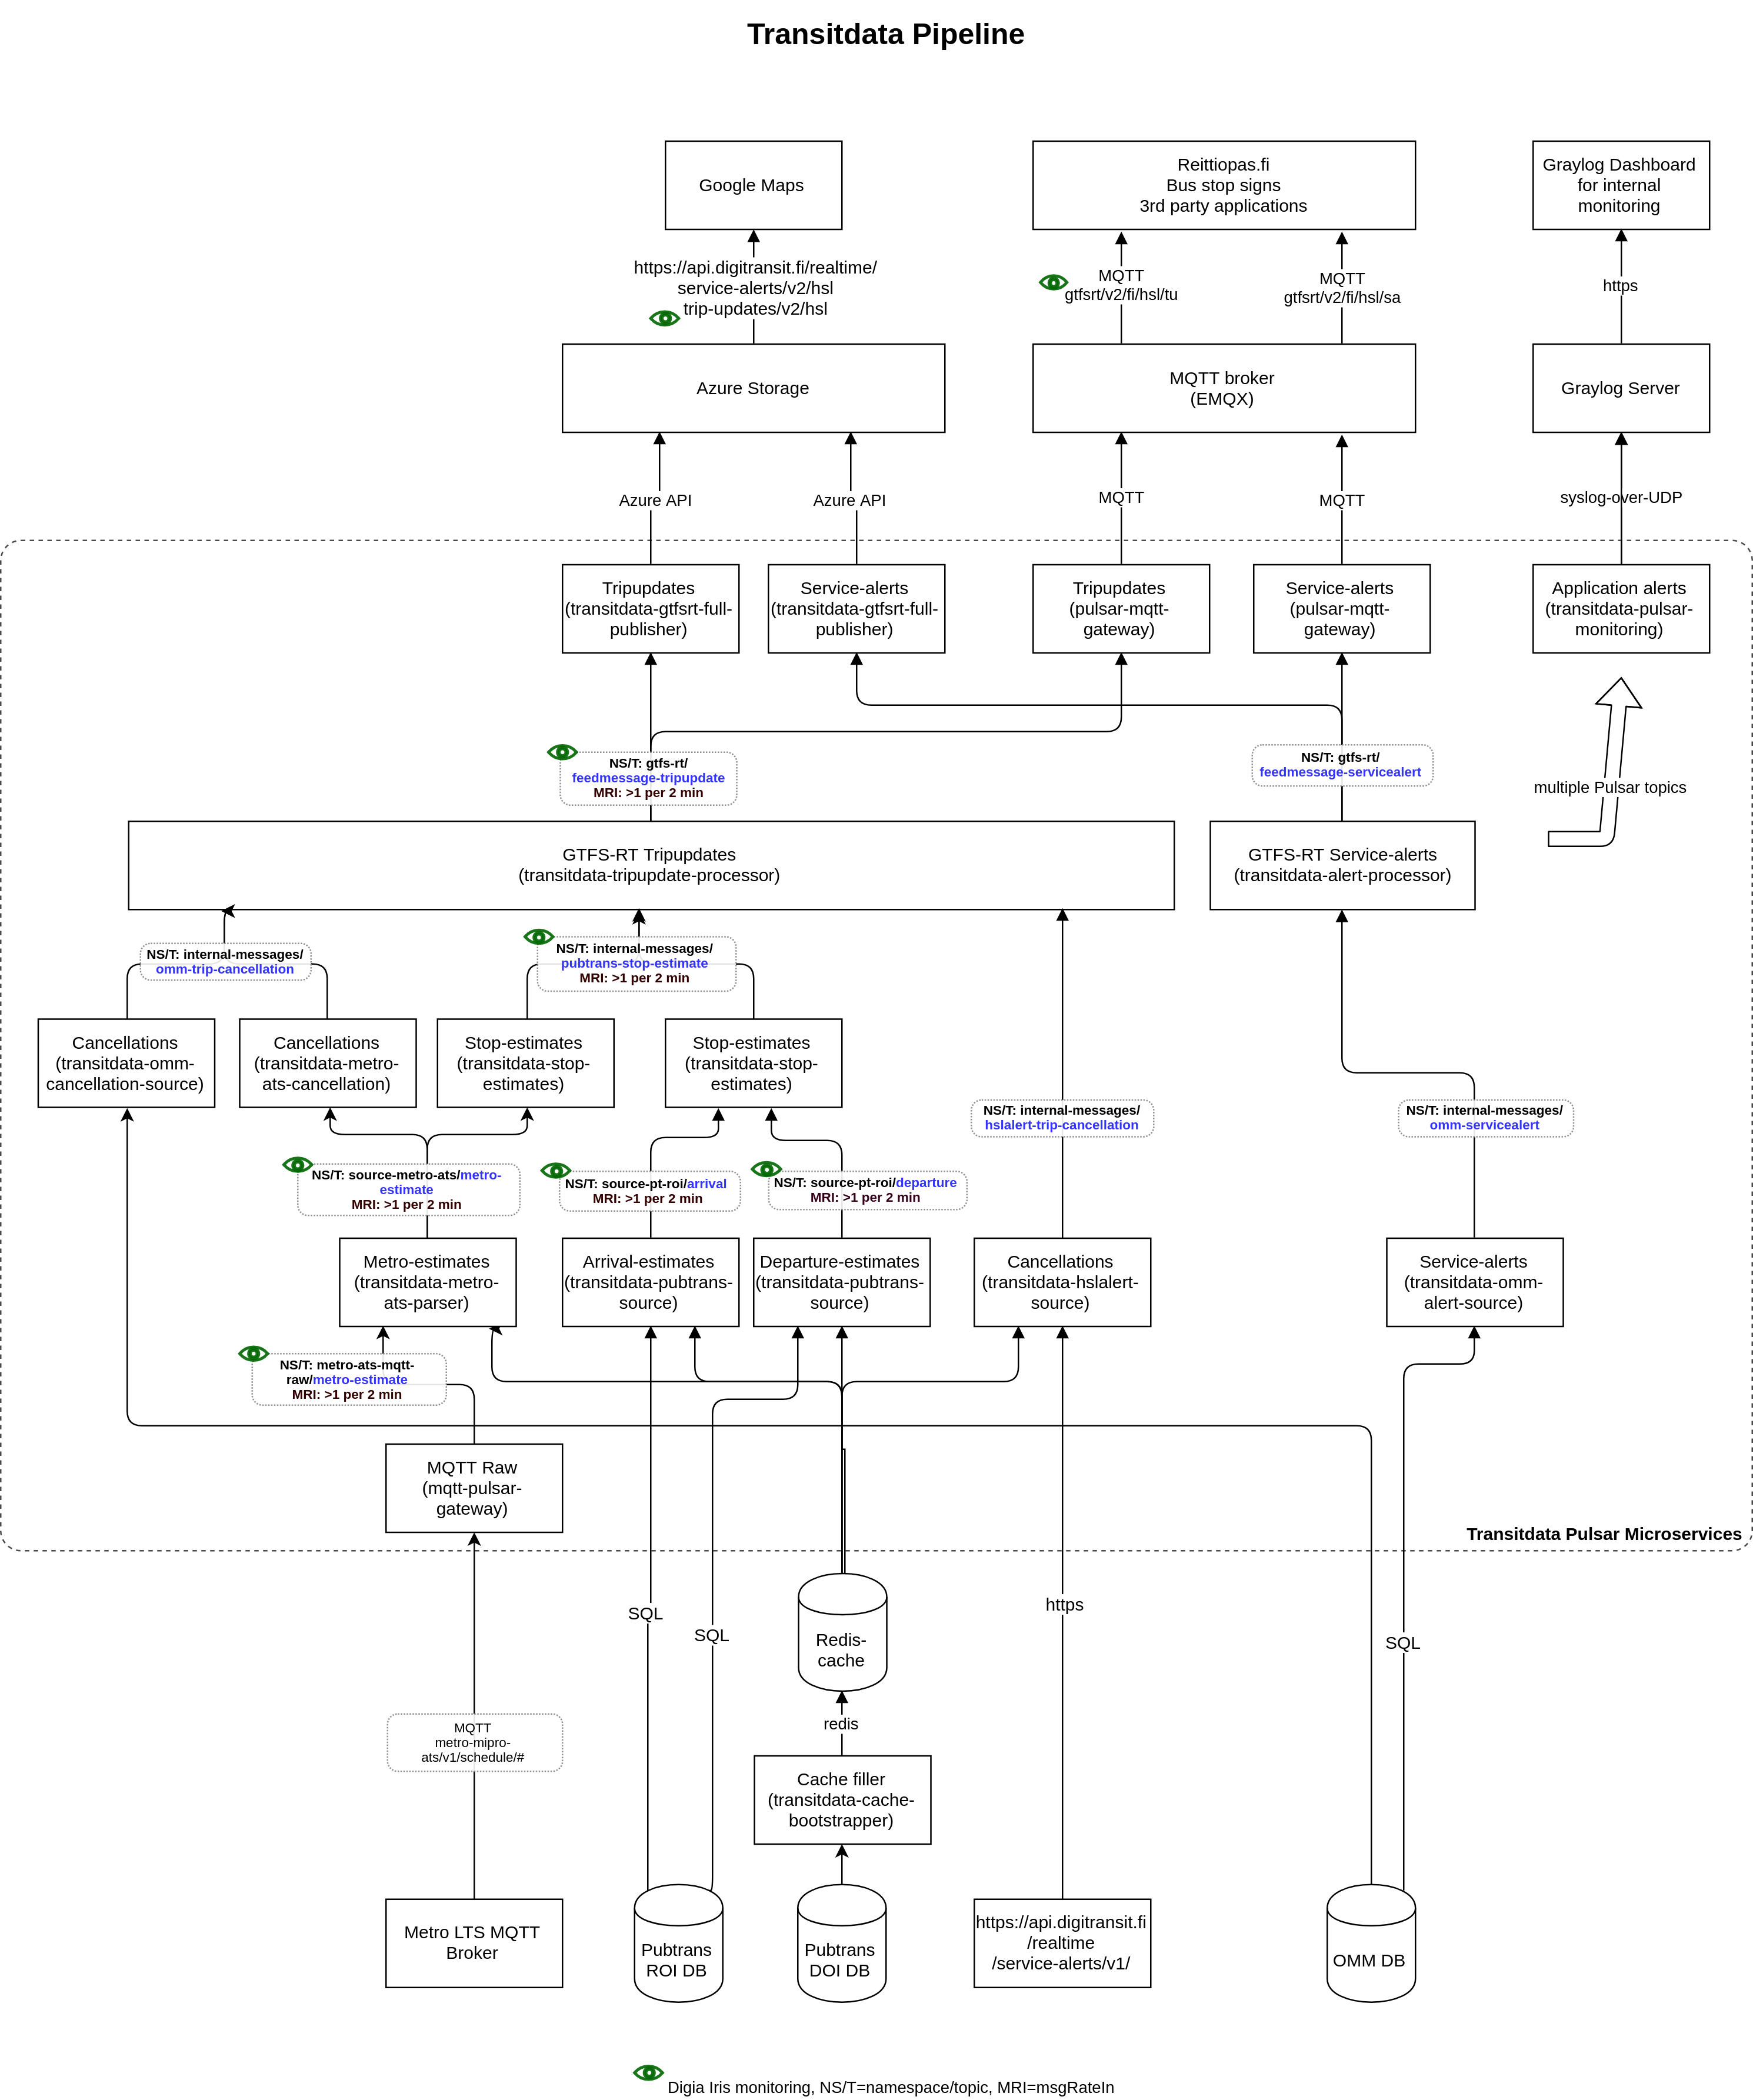 Transitdata Pipeline
Google Maps
Reittiopas.fi
Bus stop signs
3rd party applications
Graylog Dashboard
for internal
monitoring
https://api.digitransit.fi/realtime/
service-alerts/v2/hsl
trip-updates/v2/hsl
MQTT
gtfsrt/v2/fi/hsl/tu
MQTT
gtfsrt/v2/fi/hsl/sa
https
Azure Storage
MQTT broker
(EMQX)
Graylog Server
Azure API
Azure API
MQTT
MQTT
syslog-over-UDP
Tripupdates
(transitdata-gtfsrt-full-
publisher)
Service-alerts
(transitdata-gtfsrt-full-
publisher)
Tripupdates
(pulsar-mqtt-
gateway)
Service-alerts
(pulsar-mqtt-
gateway)
Application alerts
(transitdata-pulsar-
monitoring)
NS/T: gtfs-rt/
feedmessage-tripupdate
MRI: >1 per 2 min
NS/T: gtfs-rt/
feedmessage-servicealert
multiple Pulsar topics
GTFS-RT Tripupdates
(transitdata-tripupdate-processor)
GTFS-RT Service-alerts
(transitdata-alert-processor)
NS/T: internal-messages/
omm-trip-cancellation
NS/T: internal-messages/
pubtrans-stop-estimate
MRI: >1 per 2 min
Cancellations
(transitdata-omm-
cancellation-source)
Cancellations
(transitdata-metro-
ats-cancellation)
Stop-estimates
(transitdata-stop-
estimates)
Stop-estimates
(transitdata-stop-
estimates)
NS/T: internal-messages/
hslalert-trip-cancellation
NS/T: internal-messages/
omm-servicealert
NS/T: source-metro-ats/metro-
estimate
MRI: >1 per 2 min
NS/T: source-pt-roi/arrival
MRI: >1 per 2 min
NS/T: source-pt-roi/departure
MRI: >1 per 2 min
Metro-estimates
(transitdata-metro-
ats-parser)
Arrival-estimates
(transitdata-pubtrans-
source)
Departure-estimates
(transitdata-pubtrans-
source)
Cancellations
(transitdata-hslalert-
source)
Service-alerts
(transitdata-omm-
alert-source)
NS/T: metro-ats-mqtt-
raw/metro-estimate
MRI: >1 per 2 min
MQTT Raw
(mqtt-pulsar-
gateway)
Transitdata Pulsar Microservices
SQL
SQL
Redis-
cache
https
SQL
redis
MQTT
metro-mipro-
ats/v1/schedule/#
Cache filler
(transitdata-cache-
bootstrapper)
Metro LTS MQTT
Broker
Pubtrans
ROI DB
Pubtrans
DOI DB
https://api.digitransit.fi
/realtime
/service-alerts/v1/
OMM DB
Digia Iris monitoring, NS/T=namespace/topic, MRI=msgRateIn